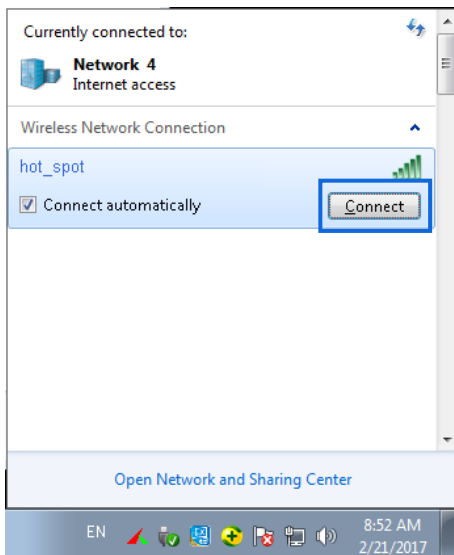 Currently connected to:
Network 4
Internet access
Wireless Network Connection
hot_spot
Connect automatically
Connect
Open Network and Sharing Center
EN
8:52 AM
2/21/2017